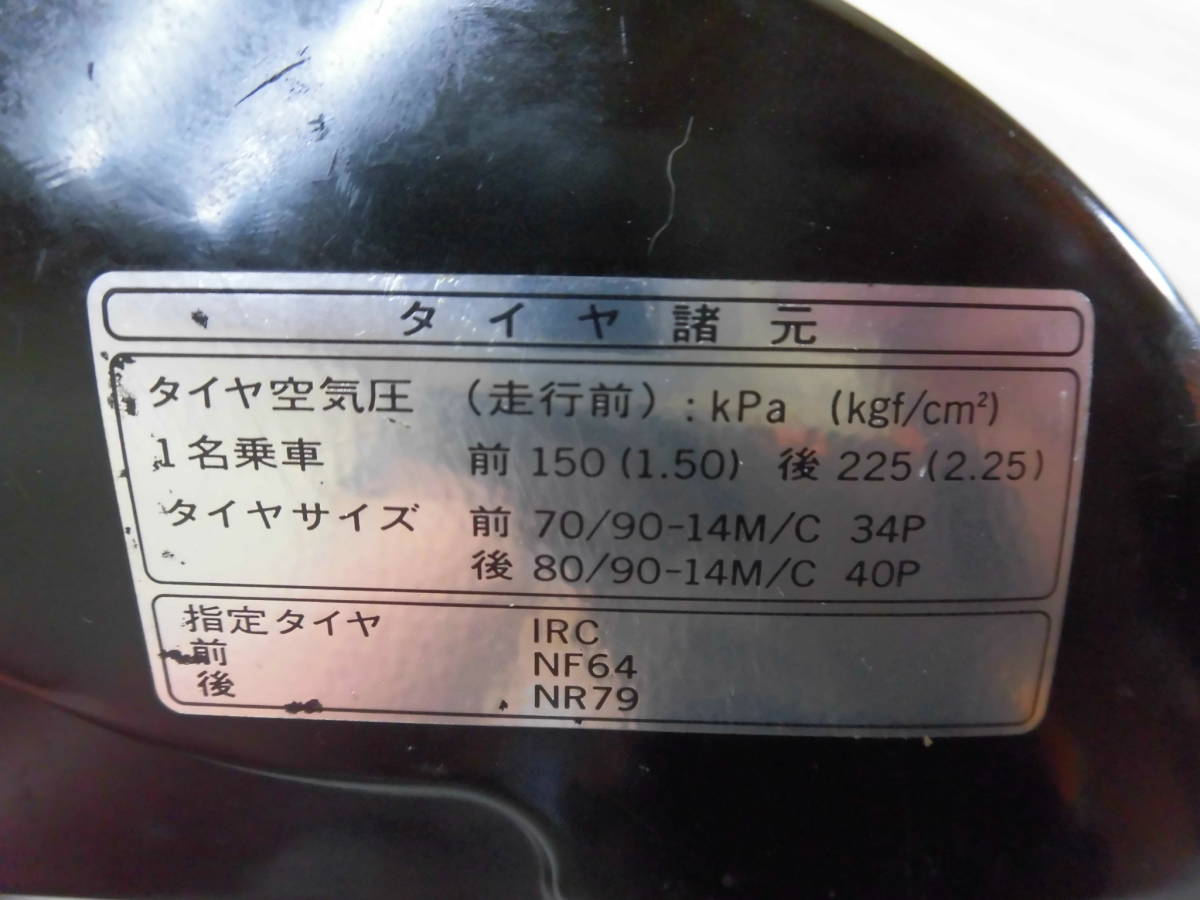 タイヤ諸元
タイヤ空気圧 （走行前）: kPa (kgf/cm²)
1名乗車 前 150 (1.50) 後 225 (2.25)
タイヤサイズ 前 70/90-14M/C 34P
後 80/90-14M/C 40P
指定タイヤ IRC
前 NF64
後 NR79